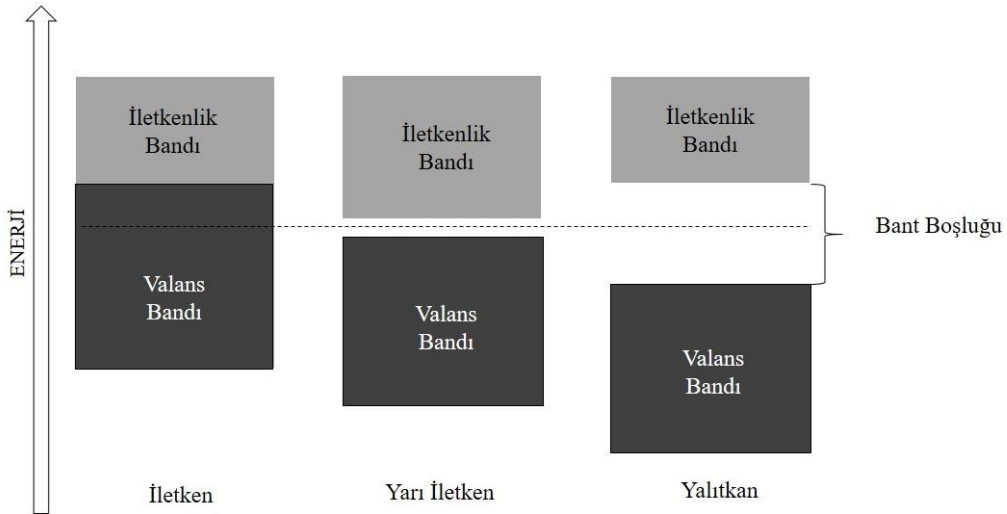 ENERJİ
İletkenlik
Bandı
Valans
Bandı
İletken
İletkenlik
Bandı
Valans
Bandı
Yarı İletken
İletkenlik
Bandı
Valans
Bandı
Yalıtkan
Bant Boşluğu